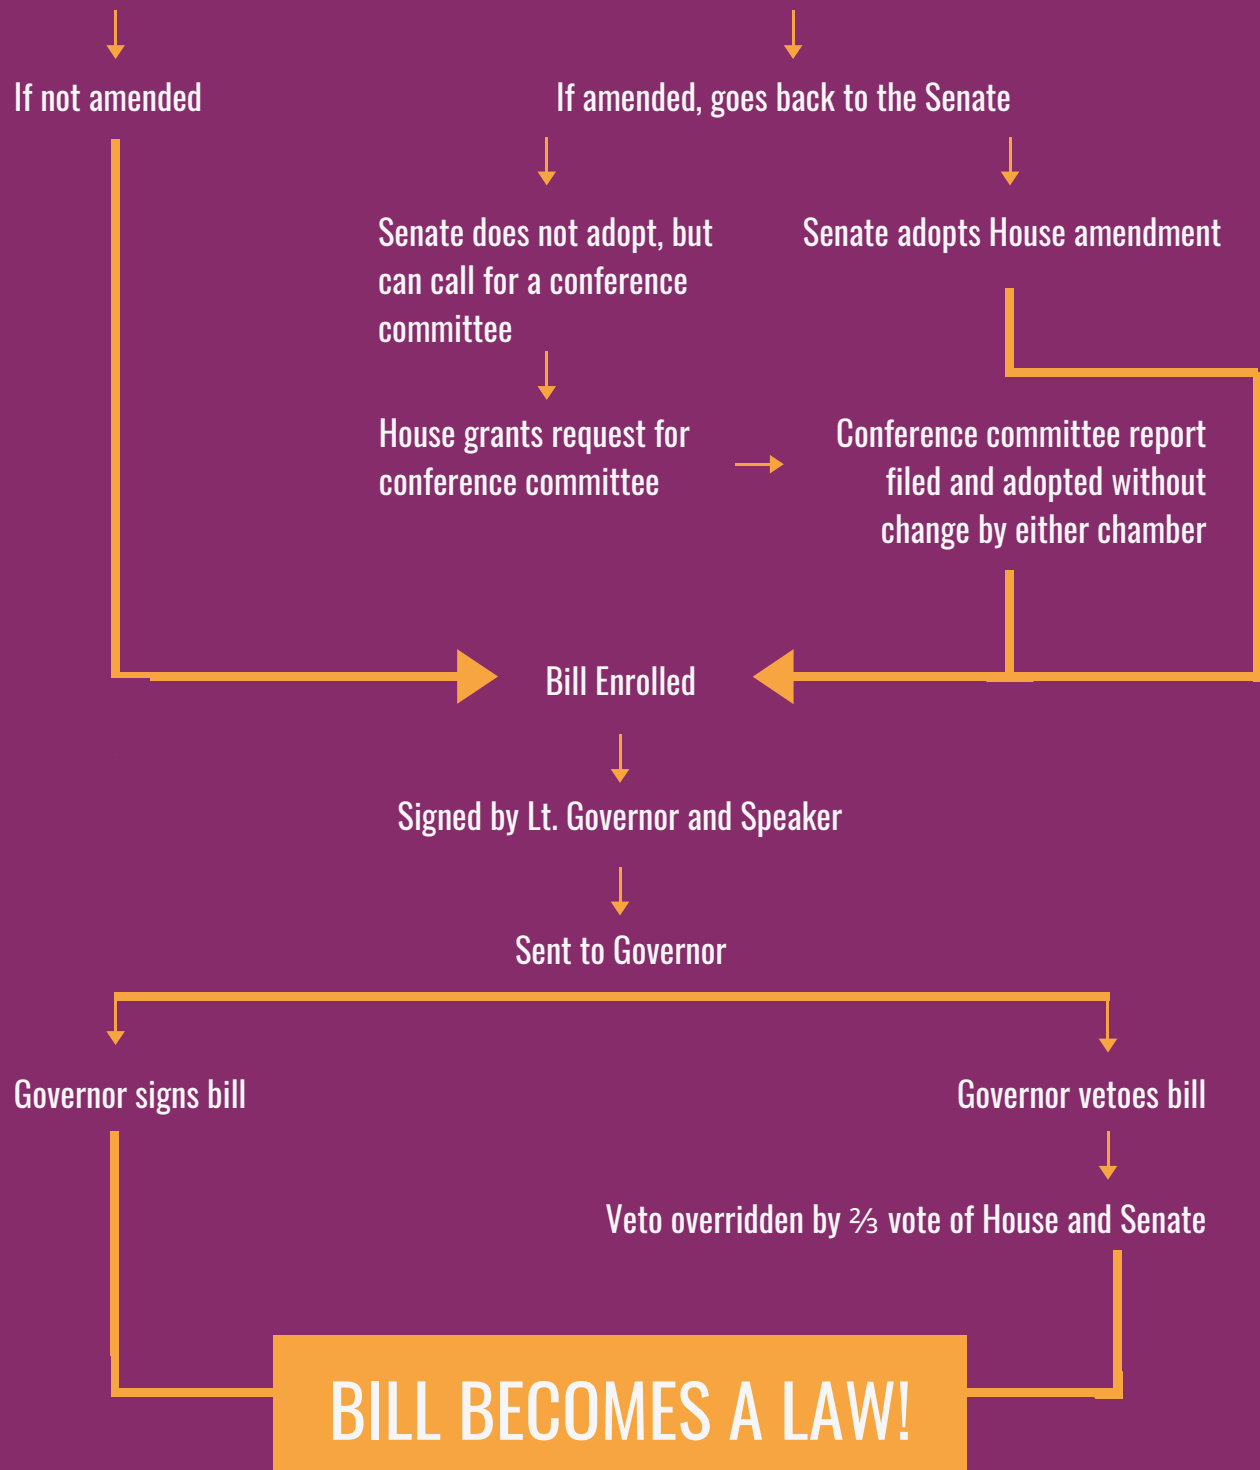 If not amended
If amended, goes back to the Senate
Senate does not adopt, but
can call for a conference
committee
Senate adopts House amendment
House grants request for
conference committee
Conference committee report
filed and adopted without
change by either chamber
Bill Enrolled
Signed by Lt. Governor and Speaker
Sent to Governor
Governor signs bill
Governor vetoes bill
Veto overridden by ⅔ vote of House and Senate
BILL BECOMES A LAW!